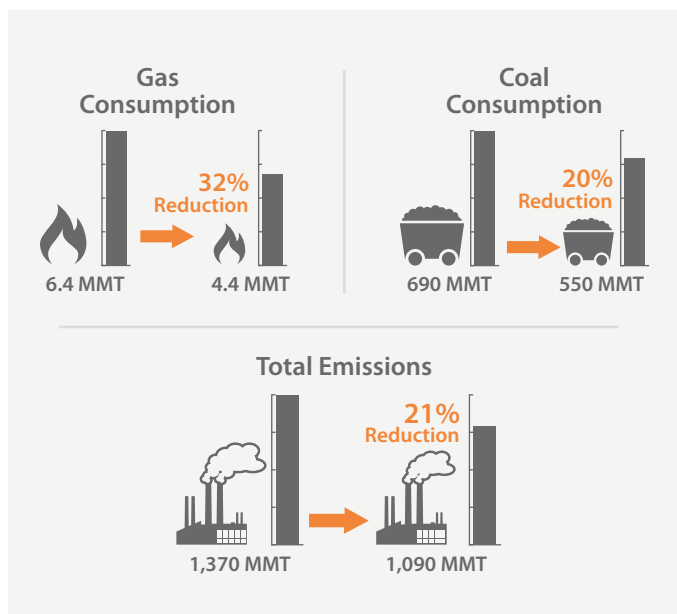 Gas
Consumption
32%
Reduction
6.4 MMT
4.4 MMT
Coal
Consumption
20%
Reduction
690 MMT
550 MMT
Total Emissions
21%
Reduction
1,370 MMT
1,090 MMT